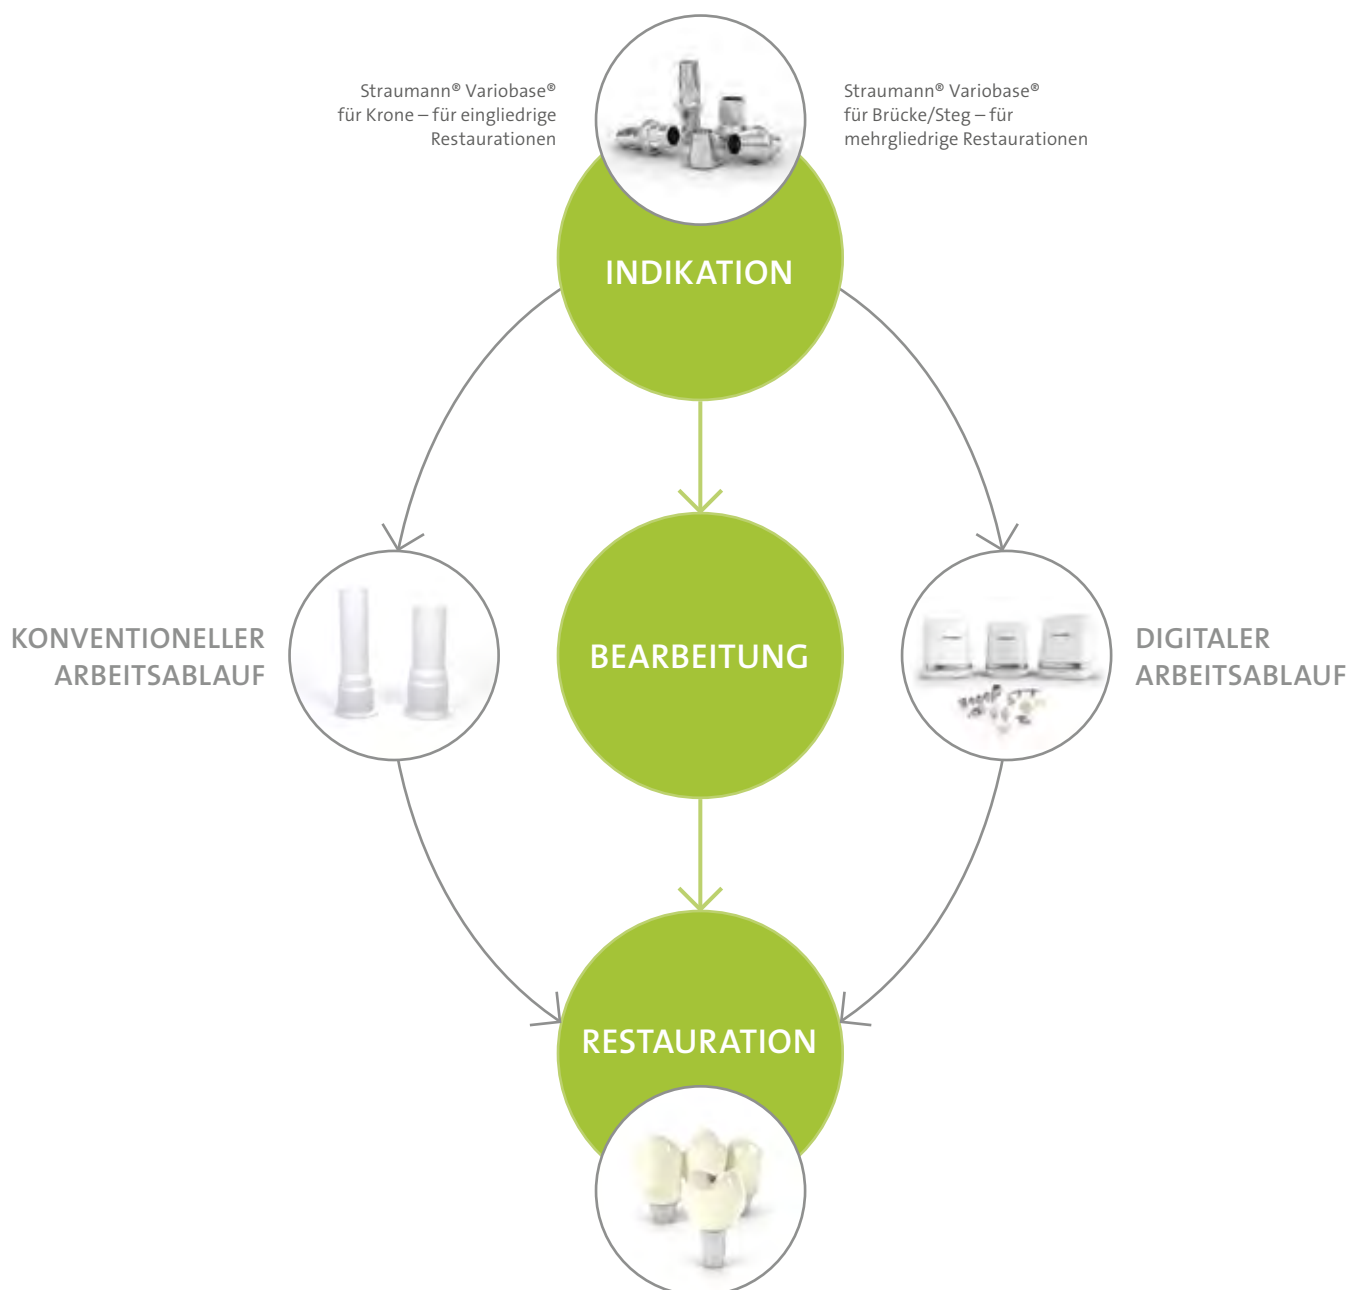 Straumann® Variobase®
für Krone – für eingliedrige
Restaurationen
Straumann® Variobase®
für Brücke/Steg – für
mehrgliedrige Restaurationen
INDIKATION
KONVENTIONELLER
ARBEITSABLAUF
BEARBEITUNG
DIGITALER
ARBEITSABLAUF
RESTAURATION